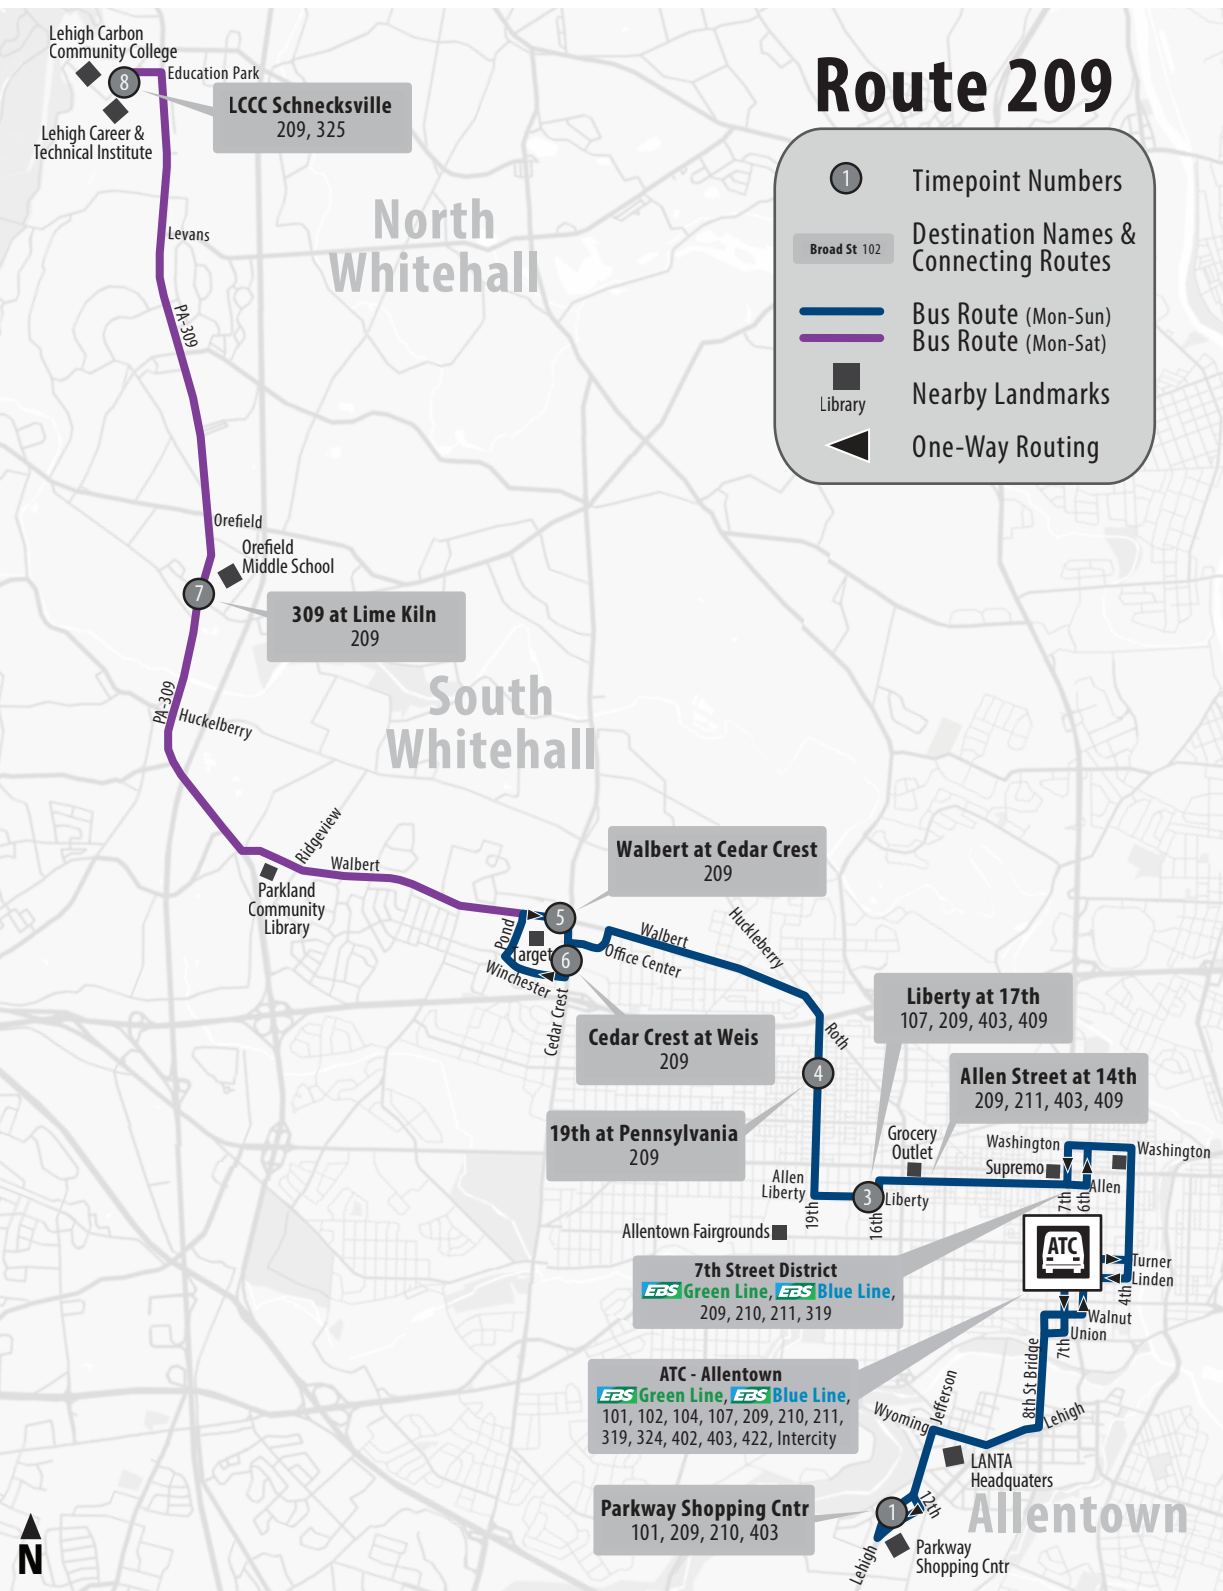 Route 209
1
Timepoint Numbers
Broad St 102
Destination Names &
Connecting Routes
Bus Route (Mon-Sun)
Bus Route (Mon-Sat)
Library
Nearby Landmarks
One-Way Routing
Lehigh Carbon
Community College
8
Education Park
LCCC Schnecksville
209, 325
Lehigh Career &
Technical Institute
North
Whitehall
Levans
PA-309
Orefield
Orefield
Middle School
7
309 at Lime Kiln
209
South
Whitehall
PA-309
Huckelberry
Ridgeview
Walbert
Parkland
Community
Library
Walbert at Cedar Crest
209
5
Pond
Target
6
Winchester
Cedar Crest
Office Center
Walbert
Huckleberry
Roth
Cedar Crest at Weis
209
4
19th at Pennsylvania
209
Liberty at 17th
107, 209, 403, 409
Allen Street at 14th
209, 211, 403, 409
Grocery
Outlet
Washington
Washington
Supremo
Allen
7th
6th
Allen
Liberty
19th
3
Liberty
16th
Allentown Fairgrounds
ATC
Turner
Linden
4th
7th Street District
EBS Green Line, EBS Blue Line,
209, 210, 211, 319
Walnut
Union
7th
8th St Bridge
ATC - Allentown
EBS Green Line, EBS Blue Line,
101, 102, 104, 107, 209, 210, 211,
319, 324, 402, 403, 422, Intercity
Wyoming
Jefferson
Lehigh
LANTA
Headquaters
Allentown
Parkway Shopping Cntr
101, 209, 210, 403
1
12th
Lehigh
Parkway
Shopping Cntr
N